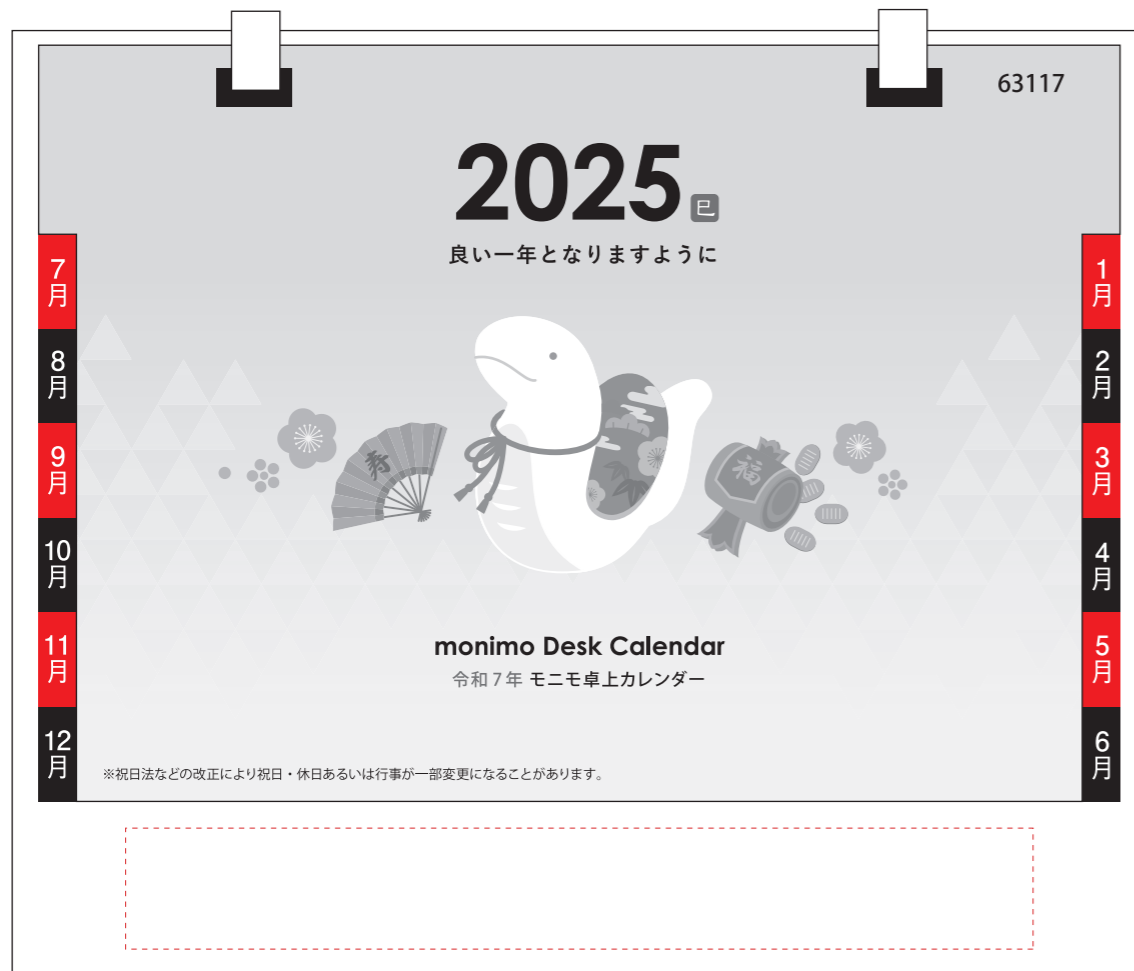 63117
2025 巳
良い一年となりますように
7月
8月
9月
10月
11月
12月
1月
2月
3月
4月
5月
6月
寿
福
monimo Desk Calendar
令和7年 モニモ卓上カレンダー
※祝日法などの改正により祝日・休日あるいは行事が一部変更になることがあります。